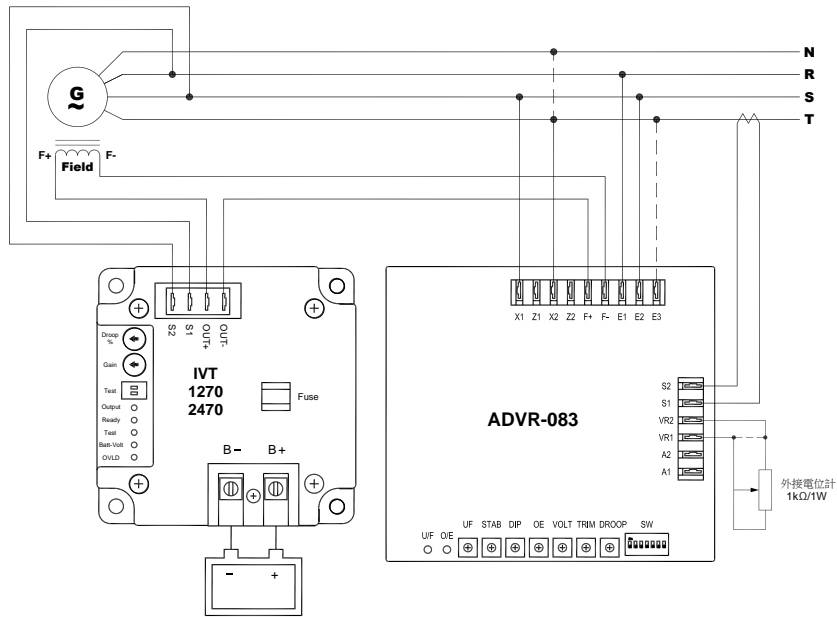 N
R
S
T
G
~
F+ F-
Field
S2 S1 OUT+ OUT-
Droop
%
Gain
Test
Output
Ready
Test
Batt-Volt
OVLD
IVT
1270
2470
Fuse
B- B+
- +
X1 Z1 X2 Z2 F+ F- E1 E2 E3
ADVR-083
S2
S1
VR2
VR1
A2
A1
外接電位計
1kΩ/1W
U/F O/E UF STAB DIP OE VOLT TRIM DROOP SW